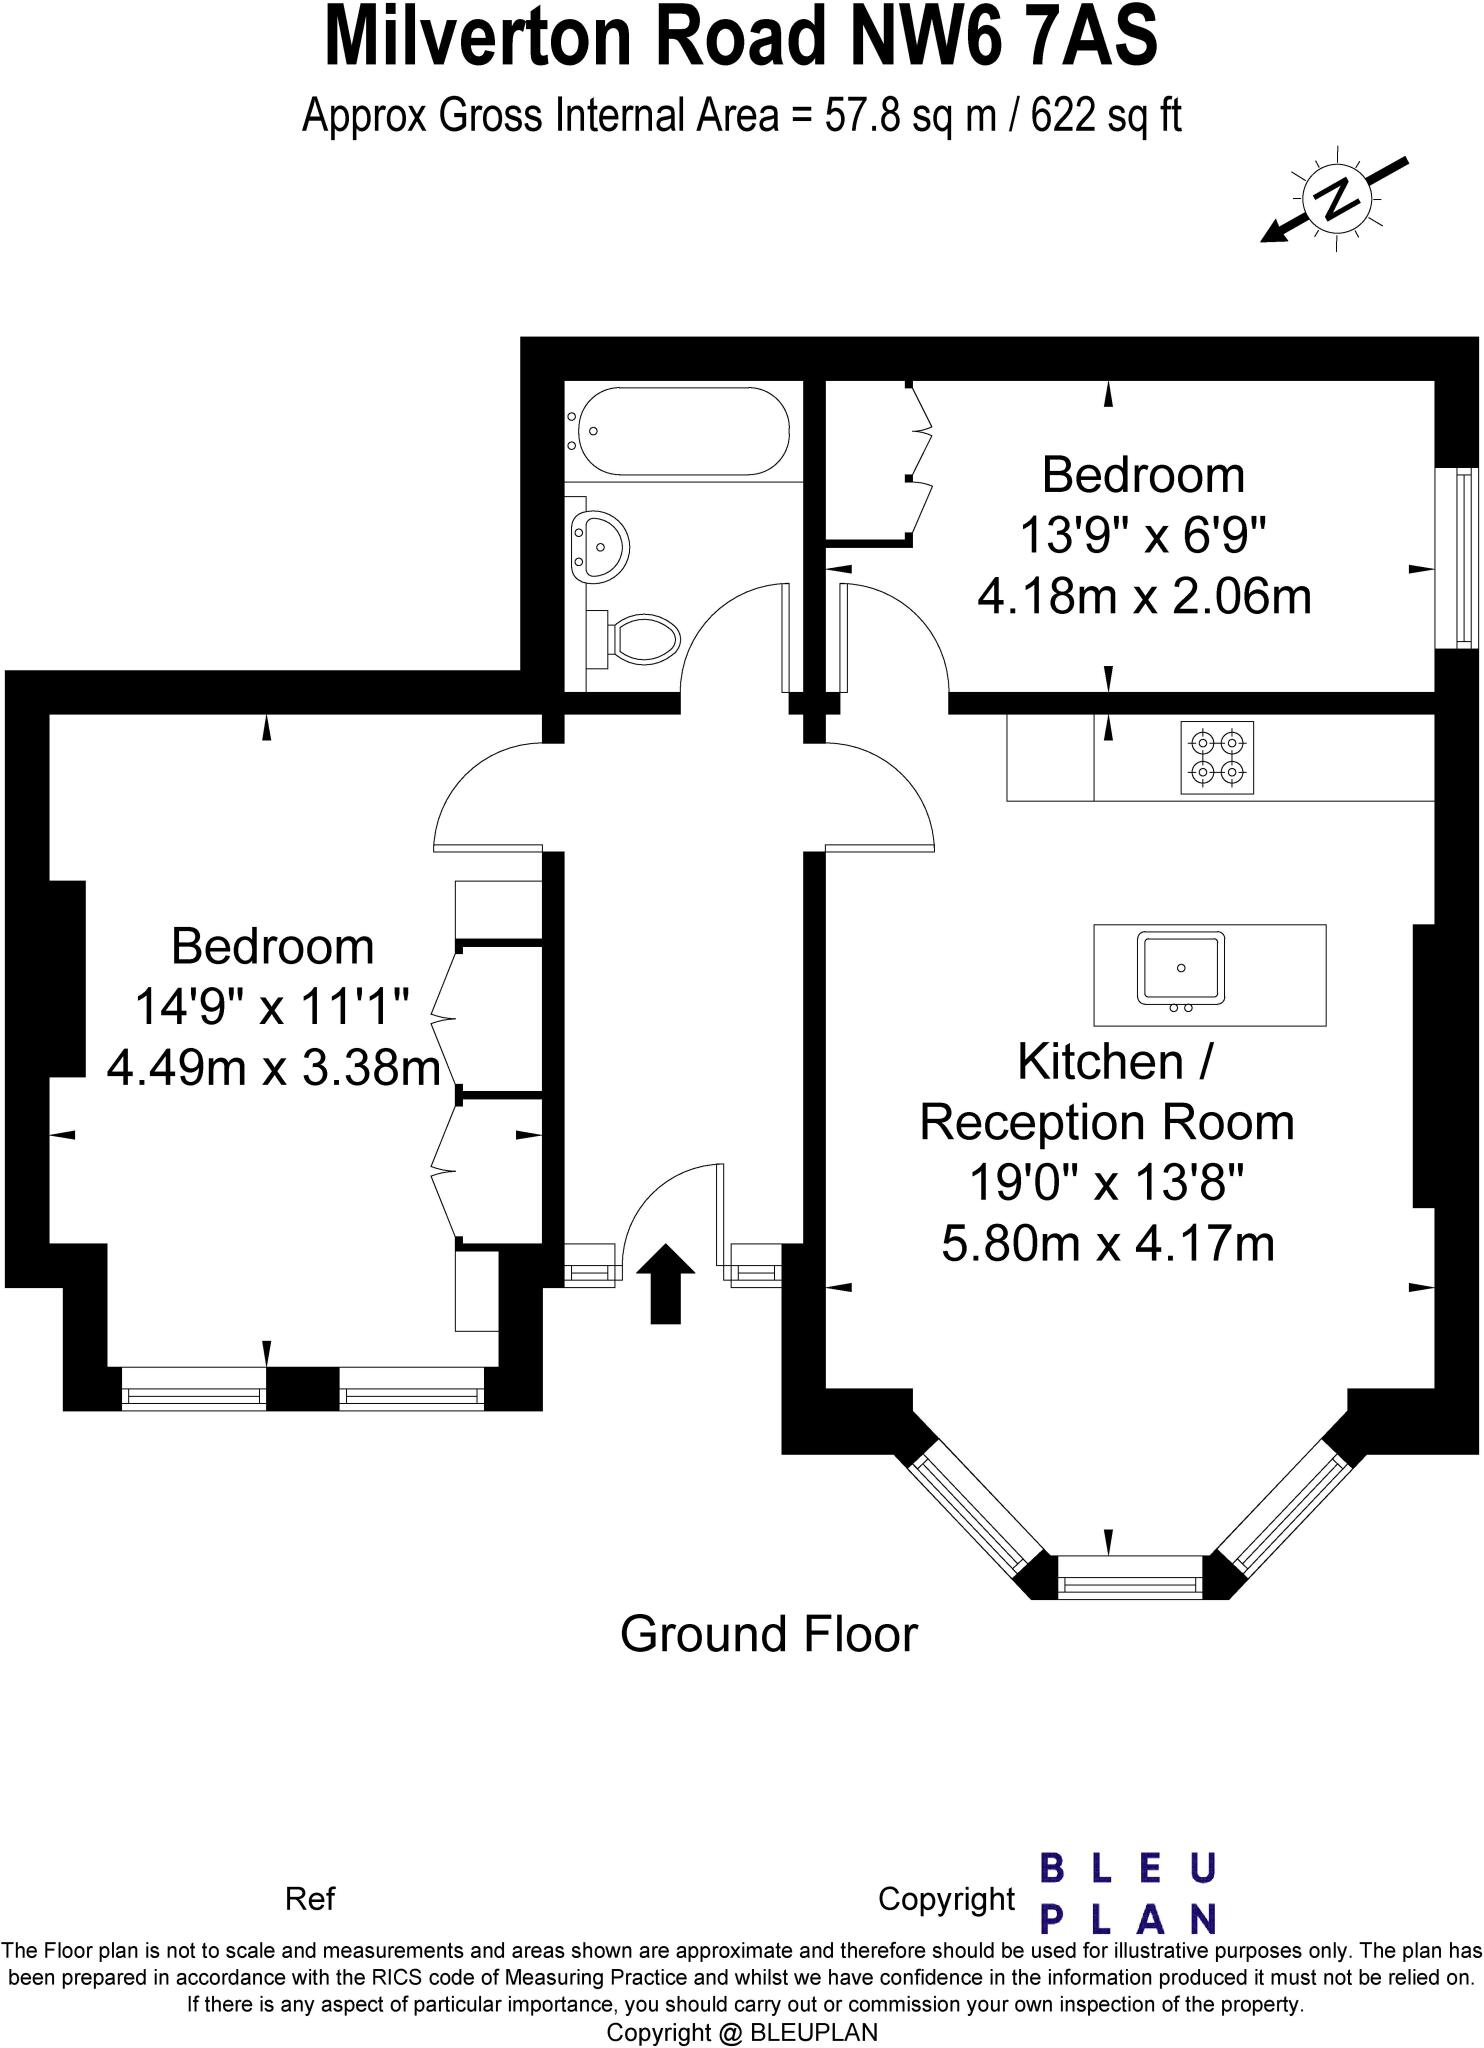 Milverton Road NW6 7AS
Approx Gross Internal Area = 57.8 sq m / 622 sq ft
N
Bedroom
13'9" x 6'9"
4.18m x 2.06m
Bedroom
14'9" x 11'1"
4.49m x 3.38m
Kitchen /
Reception Room
19'0" x 13'8"
5.80m x 4.17m
Ground Floor
Ref
Copyright
BLEU
PLAN
The Floor plan is not to scale and measurements and areas shown are approximate and therefore should be used for illustrative purposes only. The plan has
been prepared in accordance with the RICS code of Measuring Practice and whilst we have confidence in the information produced it must not be relied on.
If there is any aspect of particular importance, you should carry out or commission your own inspection of the property.
Copyright @ BLEUPLAN